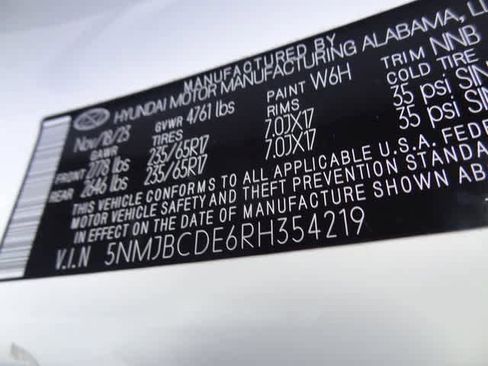 MANUFACTURED BY
HYUNDAI MOTOR MANUFACTURING ALABAMA, LL
Nov/18/23 GVWR 4761 lbs PAINT W6H TRIM NNB
GAWR TIRES RIMS COLD TIRE
FRONT 2778 lbs 235/65R17 7.0JX17 35 psi SIN
REAR 2646 lbs 235/65R17 7.0JX17 35 psi SIN
THIS VEHICLE CONFORMS TO ALL APPLICABLE U.S.A. FEDE
MOTOR VEHICLE SAFETY AND THEFT PREVENTION STANDA
IN EFFECT ON THE DATE OF MANUFACTURE SHOWN AB
V.I.N 5NMJBCDE6RH354219